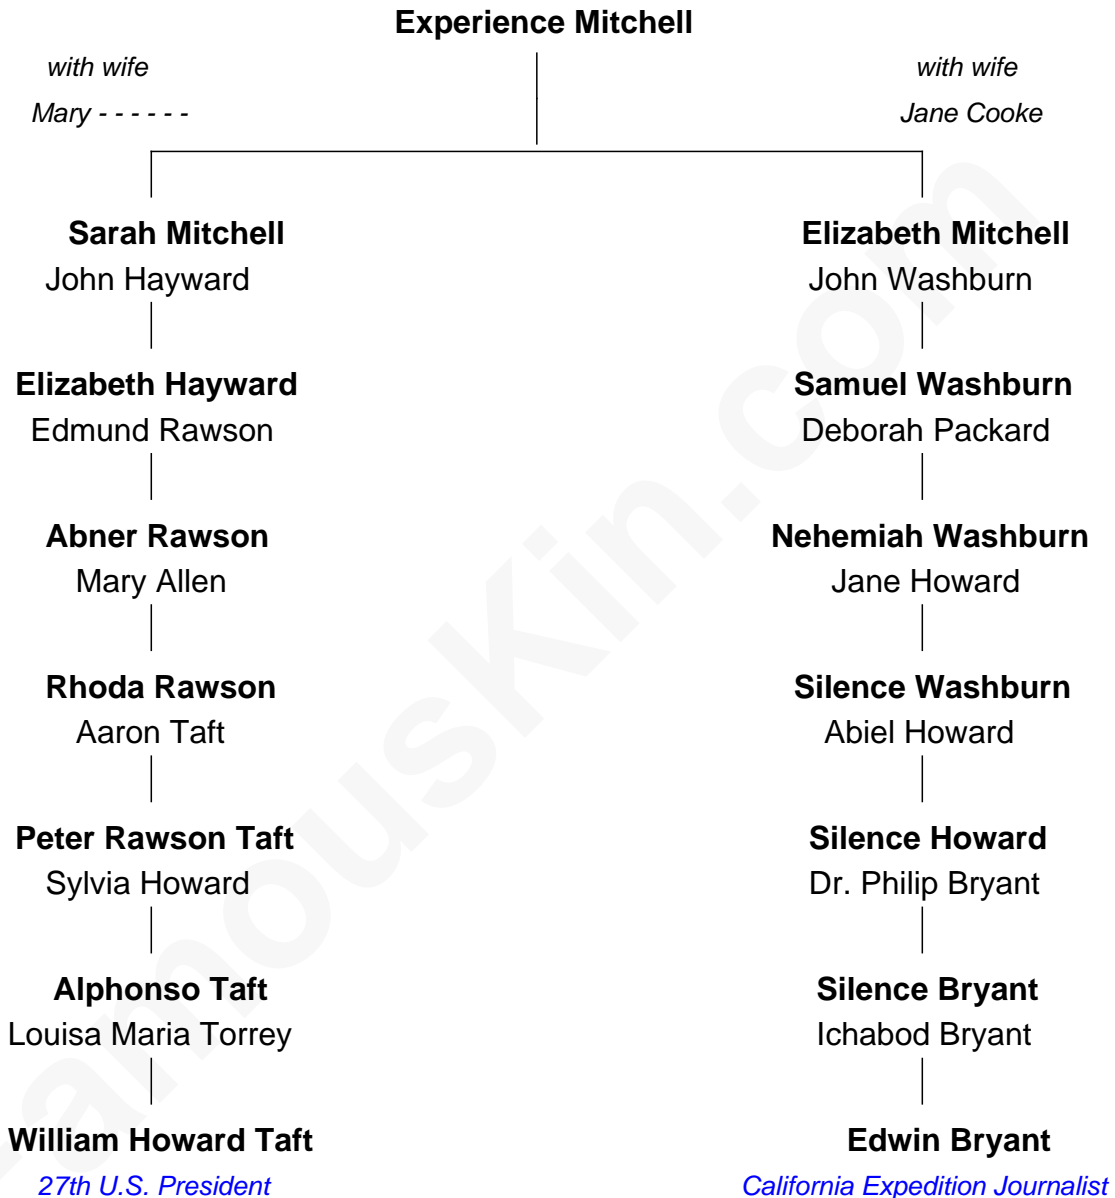 Experience Mitchell
with wife with wife
Mary - - - - - - Jane Cooke
Sarah Mitchell Elizabeth Mitchell
John Hayward John Washburn
Elizabeth Hayward Samuel Washburn
Edmund Rawson Deborah Packard
Abner Rawson Nehemiah Washburn
Mary Allen Jane Howard
Rhoda Rawson Silence Washburn
Aaron Taft Abiel Howard
Peter Rawson Taft Silence Howard
Sylvia Howard Dr. Philip Bryant
Alphonso Taft Silence Bryant
Louisa Maria Torrey Ichabod Bryant
William Howard Taft Edwin Bryant
27th U.S. President California Expedition Journalist
FamousKin.com